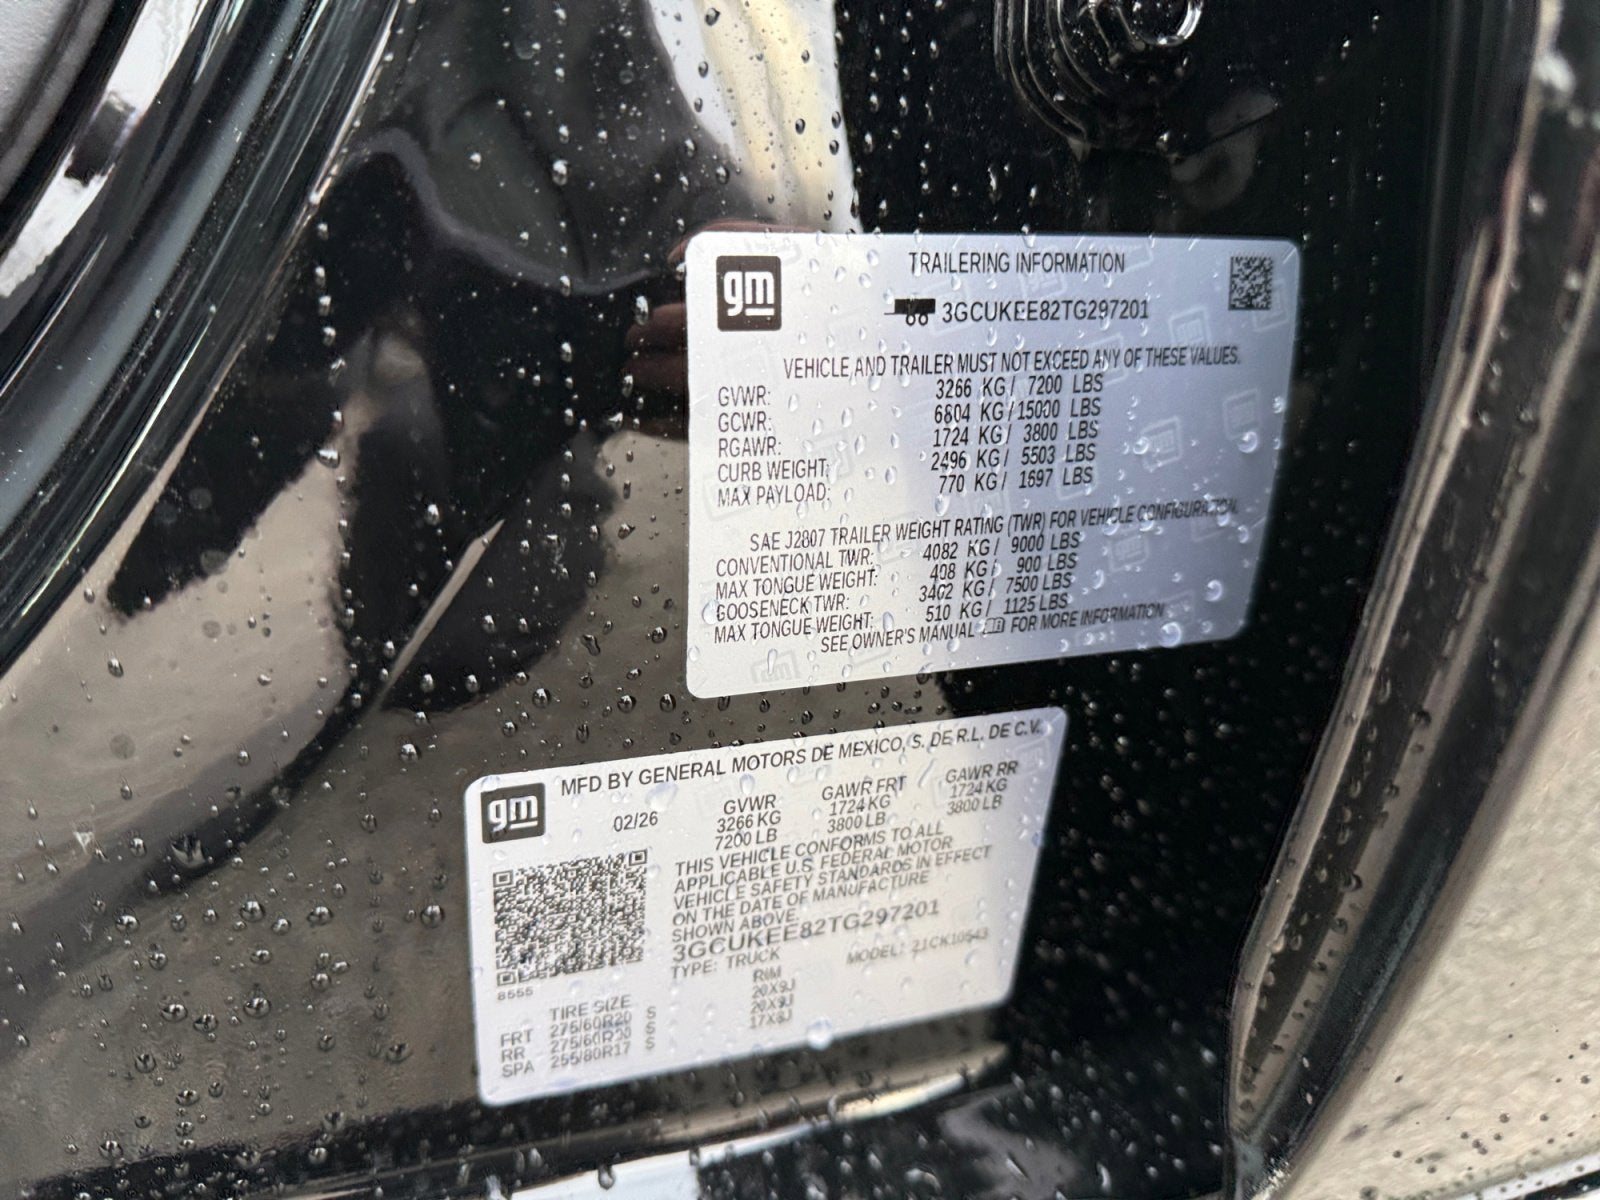 gm
TRAILERING INFORMATION
3GCUKEE82TG297201
VEHICLE AND TRAILER MUST NOT EXCEED ANY OF THESE VALUES.
GVWR: 3266 KG/ 7200 LBS
GCWR: 6804 KG/15000 LBS
RGAWR: 1724 KG/ 3800 LBS
CURB WEIGHT: 2496 KG/ 5503 LBS
MAX PAYLOAD: 770 KG/ 1697 LBS
SAE J2807 TRAILER WEIGHT RATING (TWR) FOR VEHICLE CONFIGURATION.
CONVENTIONAL TWR: 4082 KG/ 9000 LBS
MAX TONGUE WEIGHT: 408 KG/ 900 LBS
GOOSENECK TWR: 3402 KG/ 7500 LBS
MAX TONGUE WEIGHT: 510 KG/ 1125 LBS
SEE OWNER'S MANUAL FOR MORE INFORMATION
gm
MFD BY GENERAL MOTORS DE MEXICO, S. DE R.L. DE C.V.
02/26
GVWR GAWR FRT GAWR RR
3266 KG 1724 KG 1724 KG
7200 LB 3800 LB 3800 LB
THIS VEHICLE CONFORMS TO ALL
APPLICABLE U.S. FEDERAL MOTOR
VEHICLE SAFETY STANDARDS IN EFFECT
ON THE DATE OF MANUFACTURE
SHOWN ABOVE.
3GCUKEE82TG297201
TYPE: TRUCK MODEL: 21CK10543
8555
TIRE SIZE RIM
FRT 275/60R20 S 20X9J
RR 275/60R20 S 20X9J
SPA 255/80R17 S 17X8J